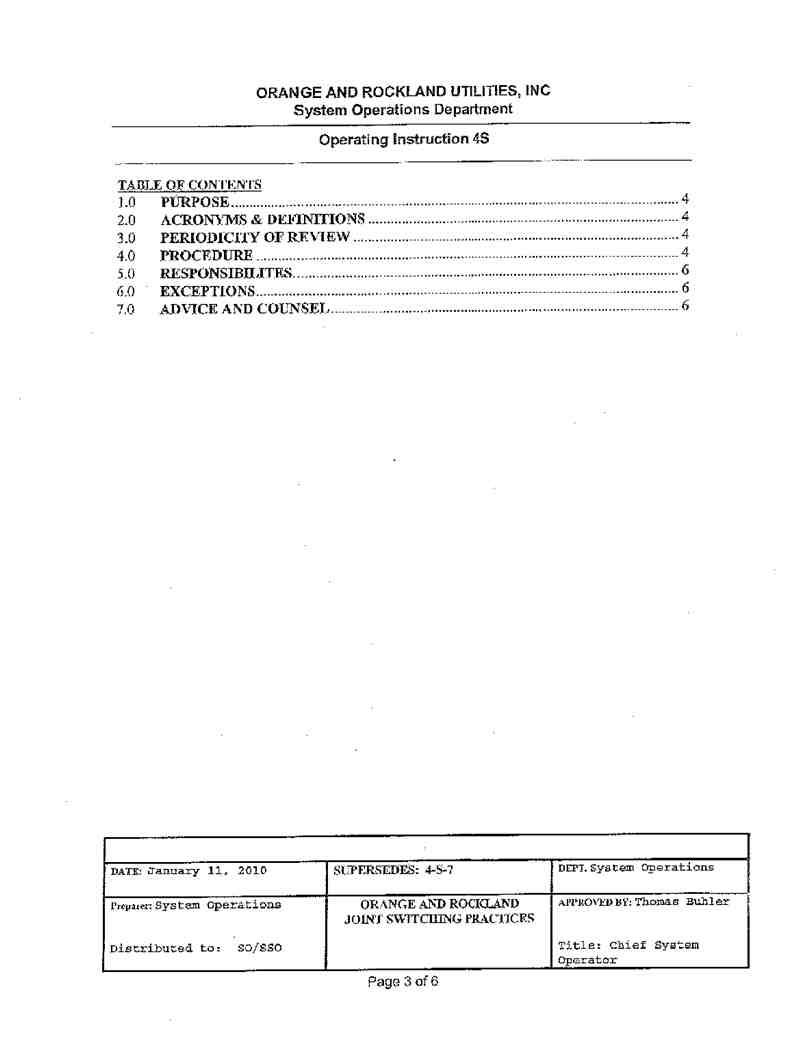 ORANGE AND ROCKLAND UTILITIES, INC
System Operations Department
Operating Instruction 4S
TABLE OF CONTENTS
1.0 PURPOSE 4
2.0 ACRONYMS & DEFINITIONS 4
3.0 PERIODICITY OF REVIEW 4
4.0 PROCEDURE 4
5.0 RESPONSIBILITES 6
6.0 EXCEPTIONS 6
7.0 ADVICE AND COUNSEL 6
DATE: January 11, 2010
SUPERSEDES: 4-S-7
DEPT. System Operations
Preparer: System Operations
Distributed to: SO/SSO
ORANGE AND ROCKLAND
JOINT SWITCHING PRACTICES
APPROVED BY: Thomas Buhler
Title: Chief System
Operator
Page 3 of 6